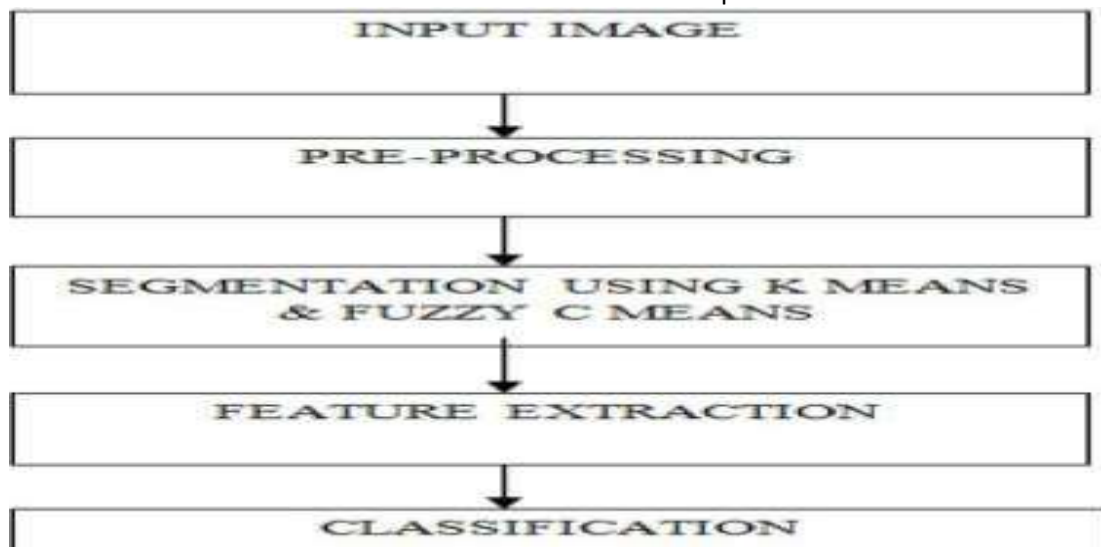 INPUT IMAGE
PRE-PROCESSING
SEGMENTATION USING K MEANS
& FUZZY C MEANS
FEATURE EXTRACTION
CLASSIFICATION